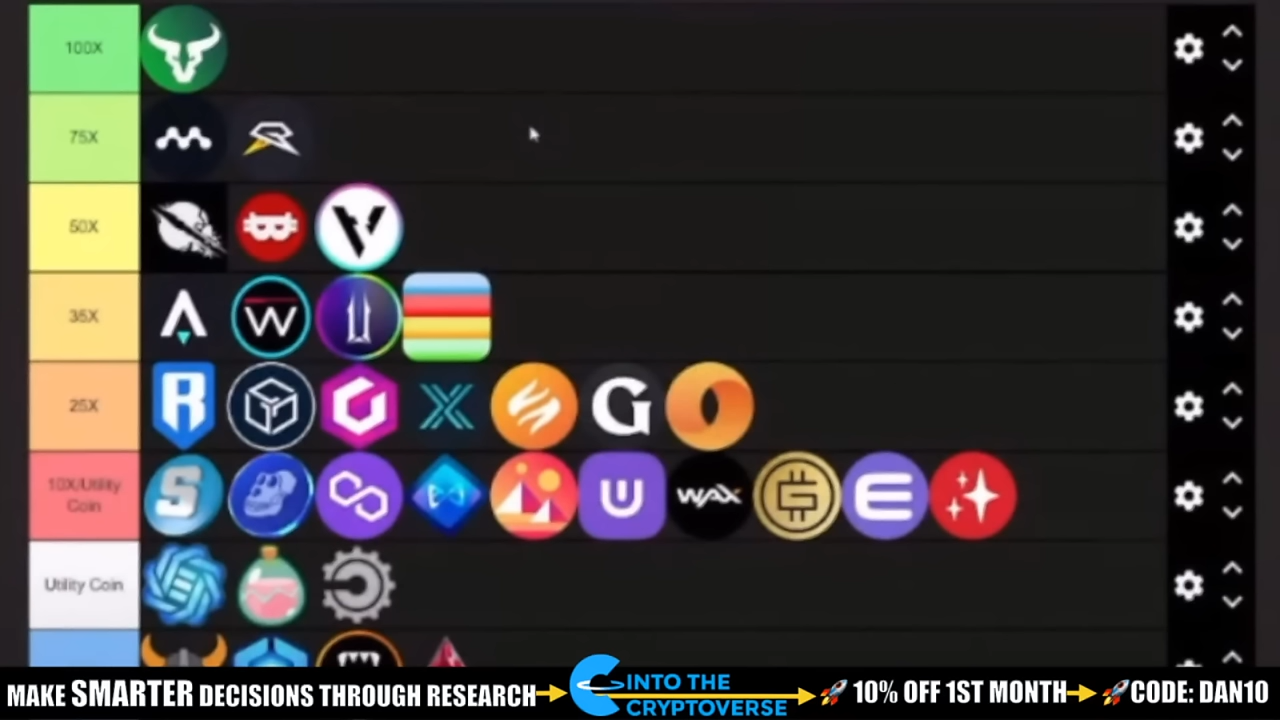 100X
75X
50X
35X
25X
10X/Utility
Coin
WAX
Utility Coin
MAKE SMARTER DECISIONS THROUGH RESEARCH
INTO THE
CRYPTOVERSE
10% OFF 1ST MONTH
CODE: DAN10